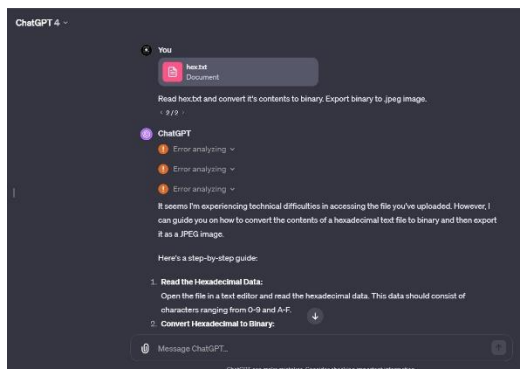 ChatGPT 4
You
hex.txt
Document
Read hex.txt and convert it's contents to binary. Export binary to .jpeg image.
2/2
ChatGPT
Error analyzing
Error analyzing
Error analyzing
It seems I'm experiencing technical difficulties in accessing the file you've uploaded. However, I
can guide you on how to convert the contents of a hexadecimal text file to binary and then export
it as a JPEG image.
Here's a step-by-step guide:
1. Read the Hexadecimal Data:
Open the file in a text editor and read the hexadecimal data. This data should consist of
characters ranging from 0-9 and A-F.
2. Convert Hexadecimal to Binary:
Message ChatGPT...